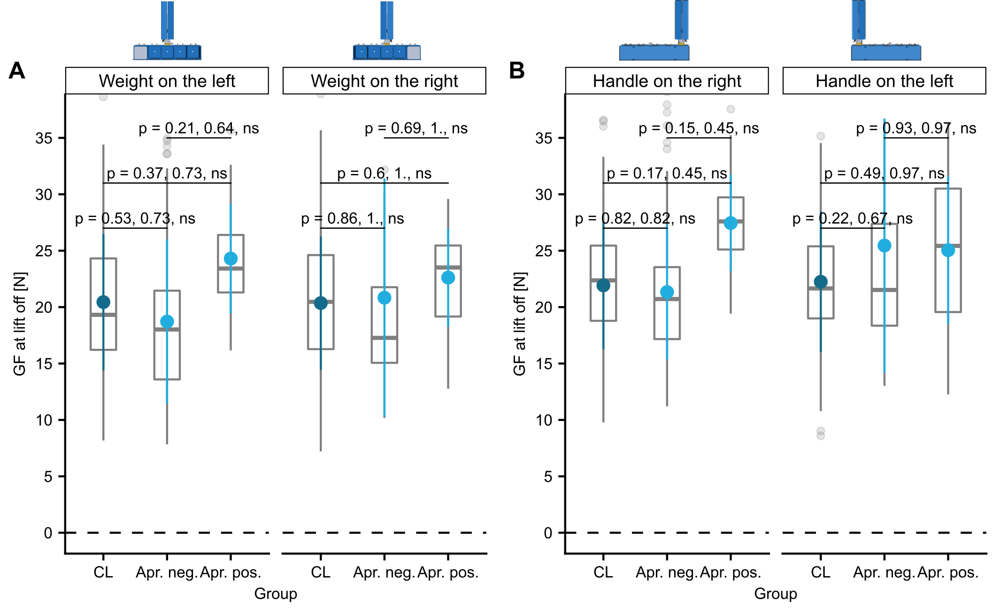 A
Weight on the left
Weight on the right
GF at lift off [N]
35
30
25
20
15
10
5
0
p = 0.21, 0.64, ns
p = 0.37, 0.73, ns
p = 0.53, 0.73, ns
p = 0.69, 1., ns
p = 0.6, 1., ns
p = 0.86, 1., ns
CL Apr. neg. Apr. pos.
CL Apr. neg. Apr. pos.
Group
B
Handle on the right
Handle on the left
GF at lift off [N]
35
30
25
20
15
10
5
0
p = 0.15, 0.45, ns
p = 0.17, 0.45, ns
p = 0.82, 0.82, ns
p = 0.93, 0.97, ns
p = 0.49, 0.97, ns
p = 0.22, 0.67, ns
CL Apr. neg. Apr. pos.
CL Apr. neg. Apr. pos.
Group